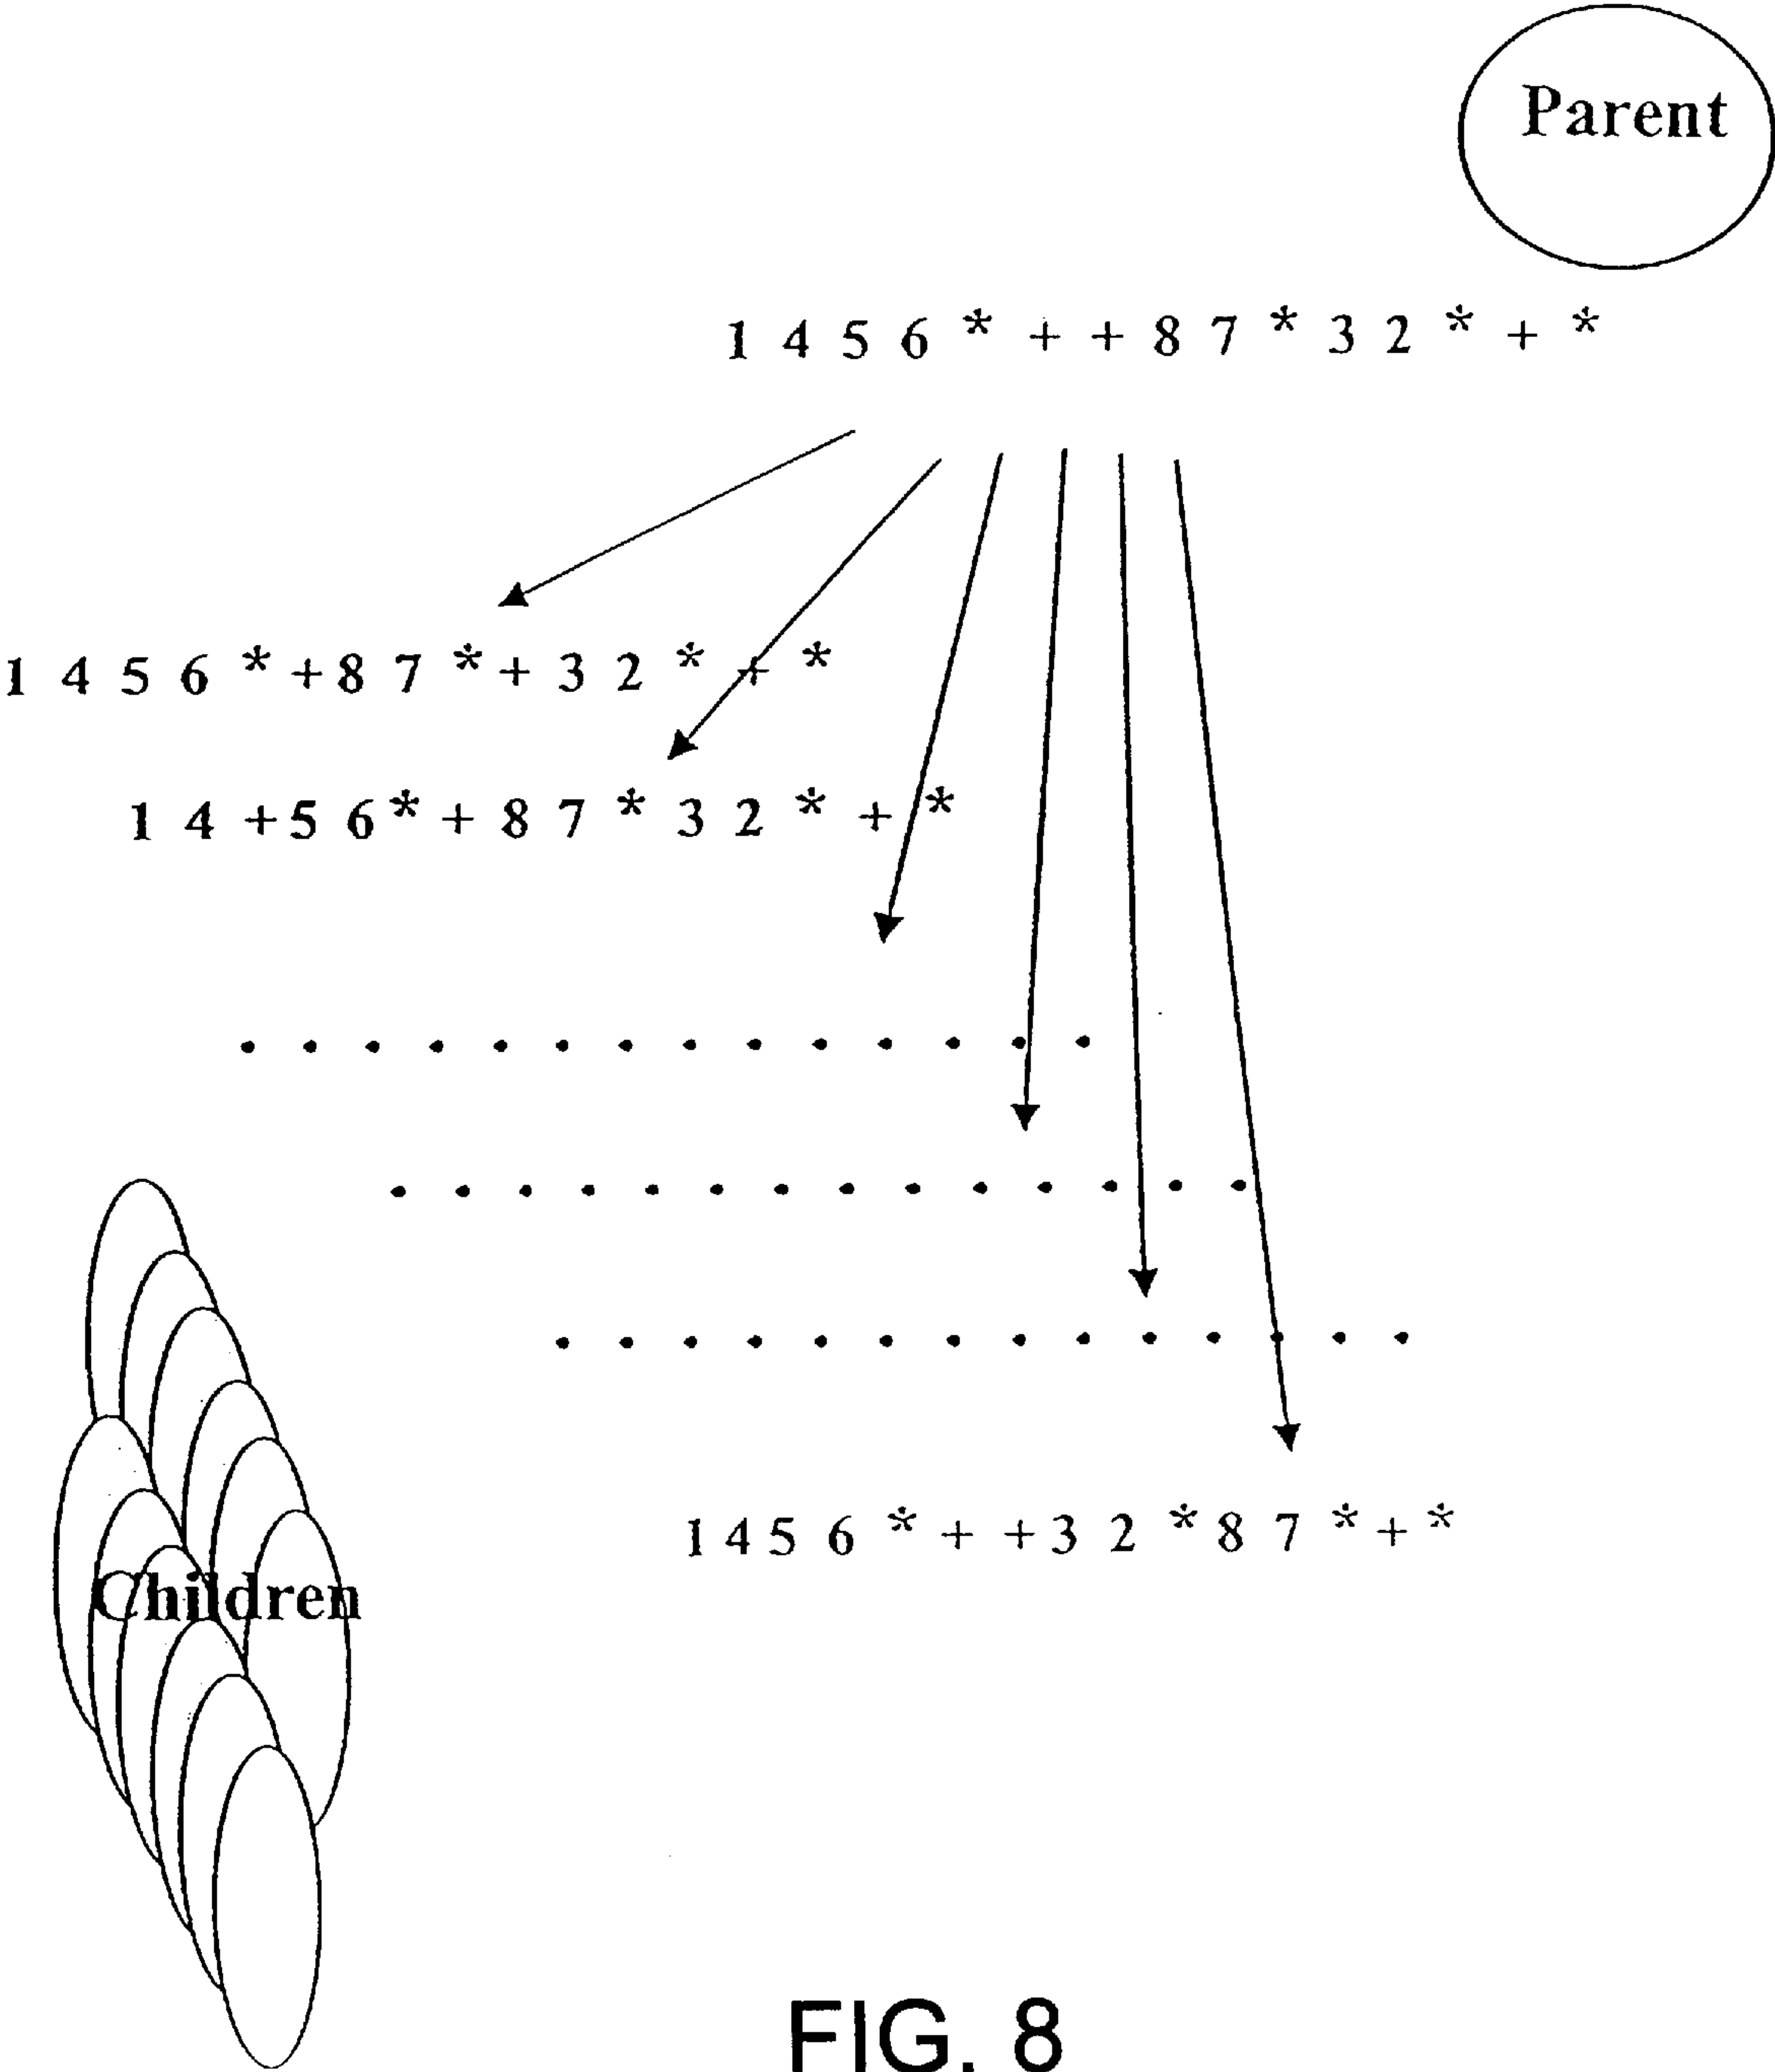 Parent
1 4 5 6 * + + 8 7 * 3 2 * + *
1 4 5 6 * + 8 7 * + 3 2 * + *
1 4 + 5 6 * + 8 7 * 3 2 * + *
. . . . . . . . . . . . . .
. . . . . . . . . . . . . .
. . . . . . . . . . . . . .
1 4 5 6 * + + 3 2 * 8 7 * + *
Children
FIG. 8